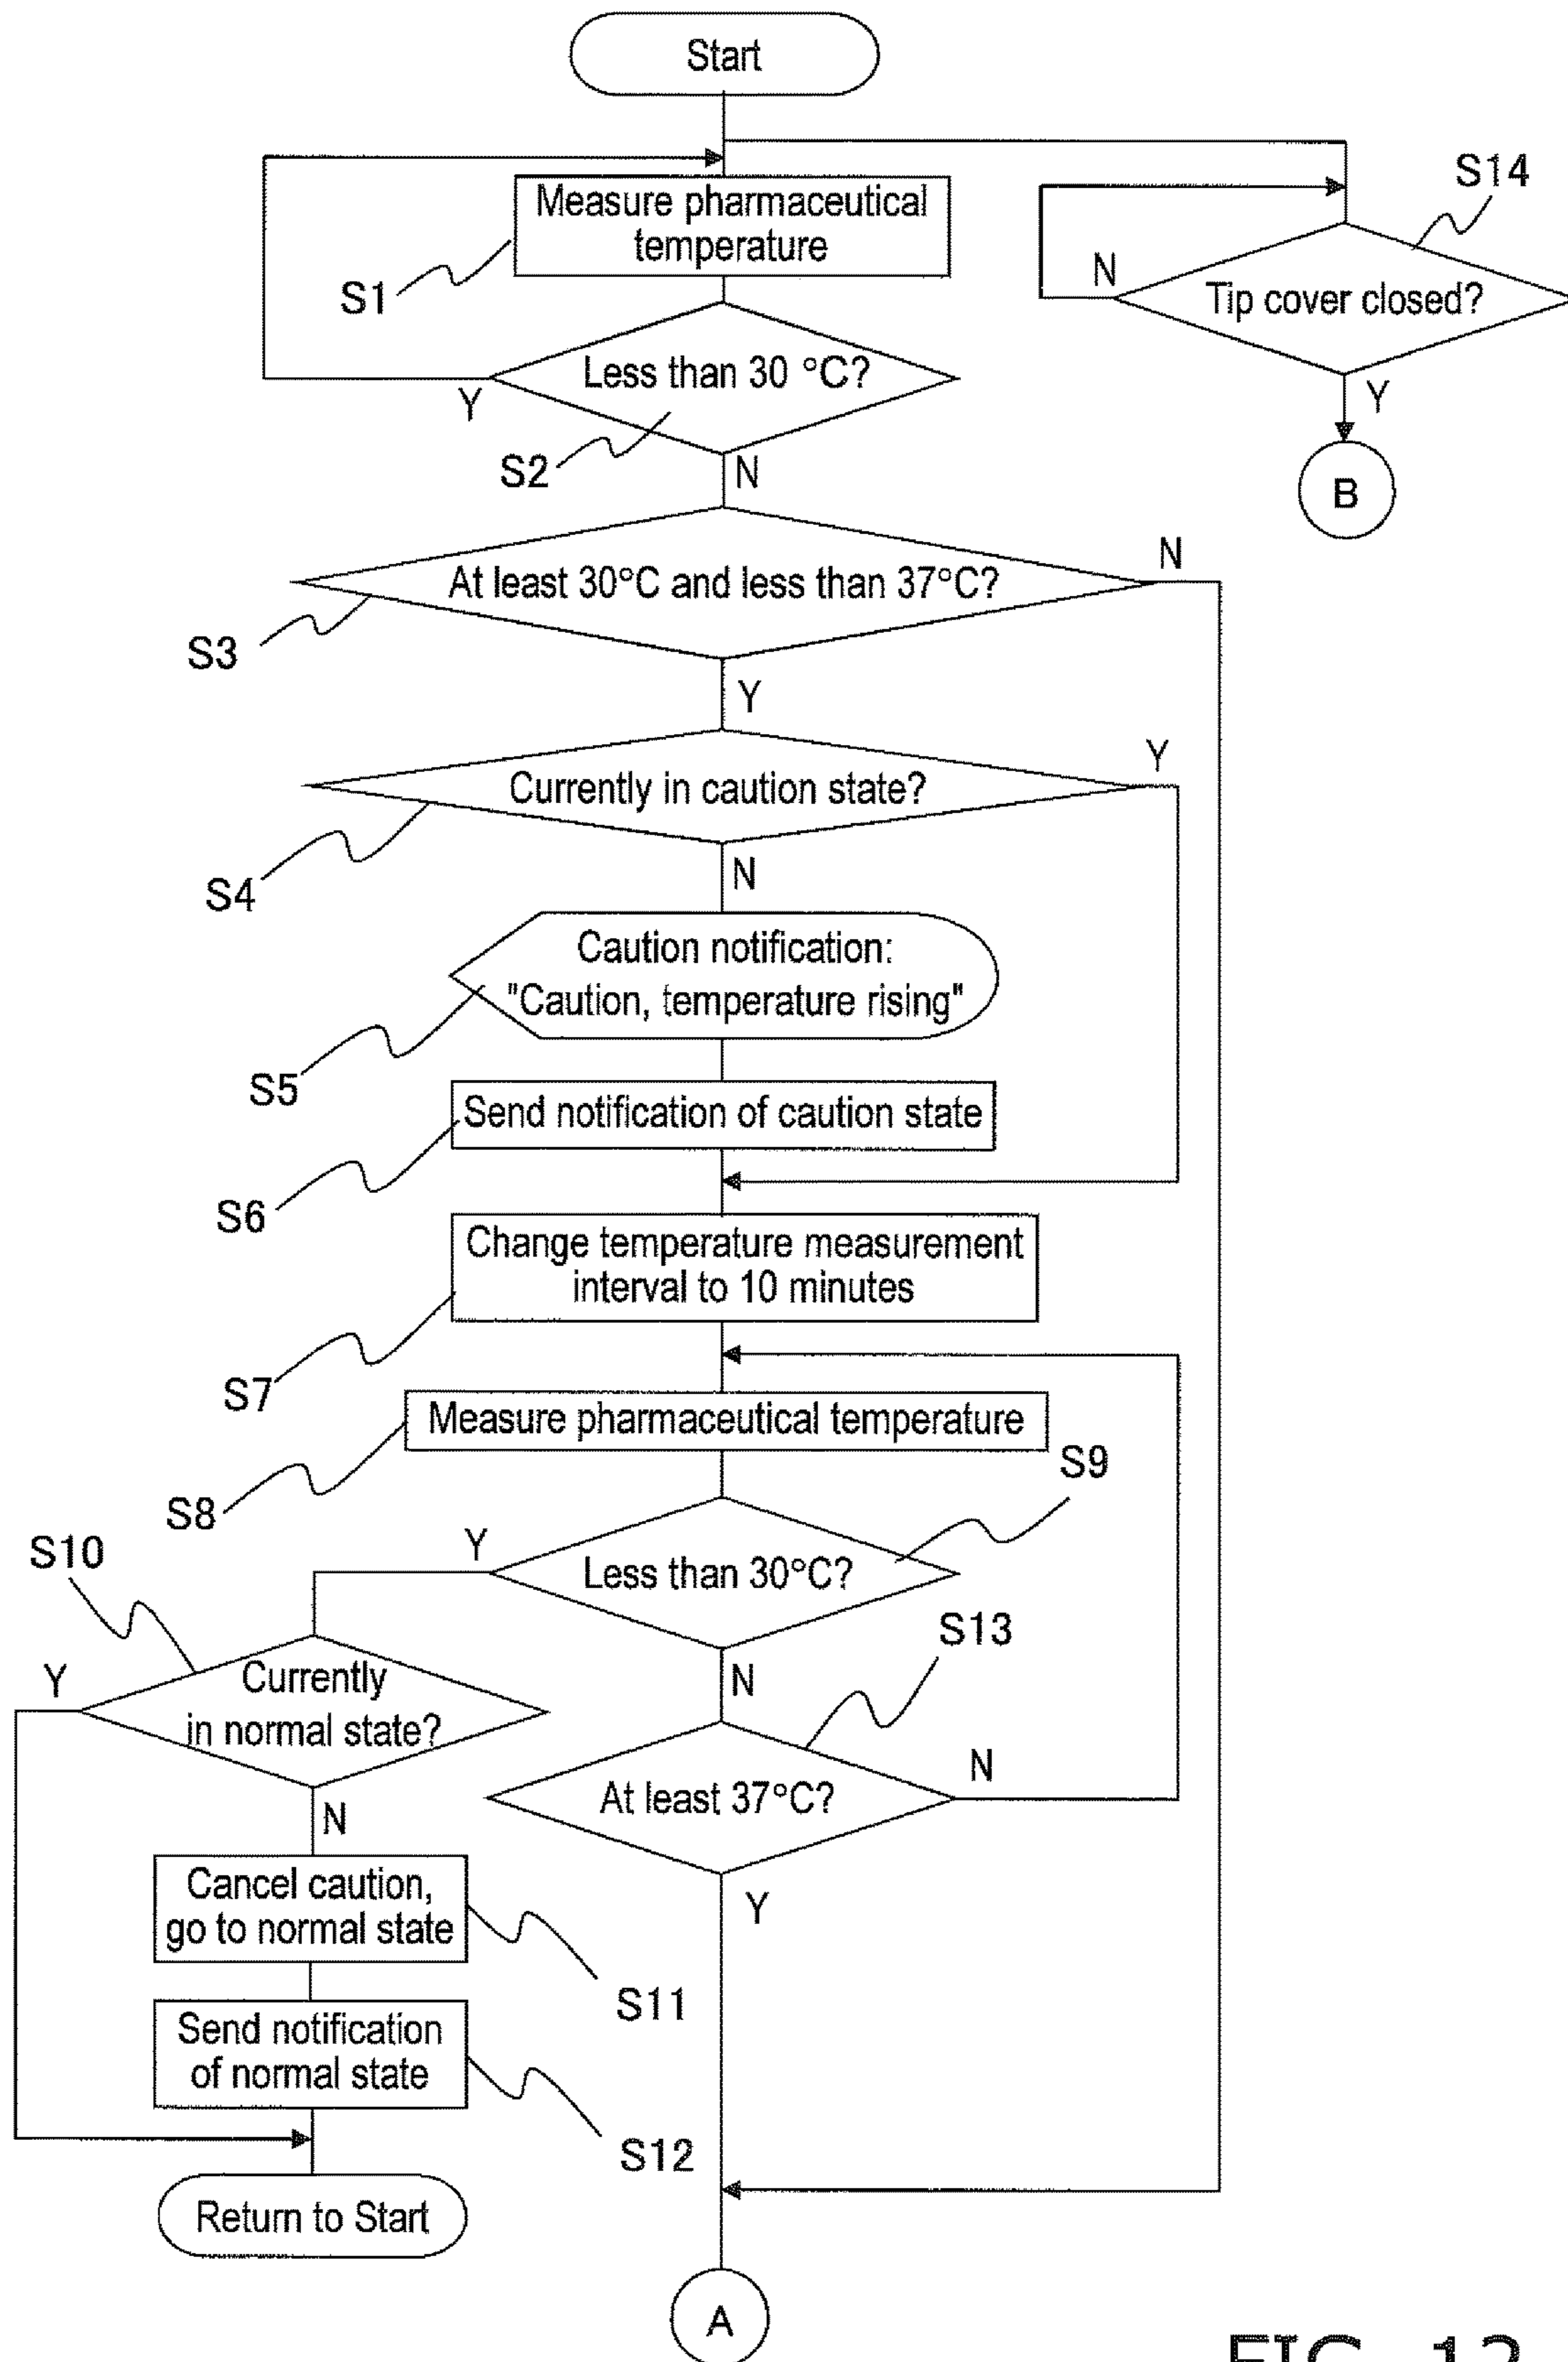 Start
Measure pharmaceutical
temperature
S1
S14
N
Tip cover closed?
Y
B
Less than 30 °C?
Y
S2
N
At least 30°C and less than 37°C?
N
S3
Y
Currently in caution state?
Y
S4
N
Caution notification:
"Caution, temperature rising"
S5
Send notification of caution state
S6
Change temperature measurement
interval to 10 minutes
S7
Measure pharmaceutical temperature
S8
S9
Less than 30°C?
Y
N
S10
Currently
in normal state?
Y
N
S13
At least 37°C?
N
Y
Cancel caution,
go to normal state
S11
Send notification
of normal state
S12
Return to Start
A